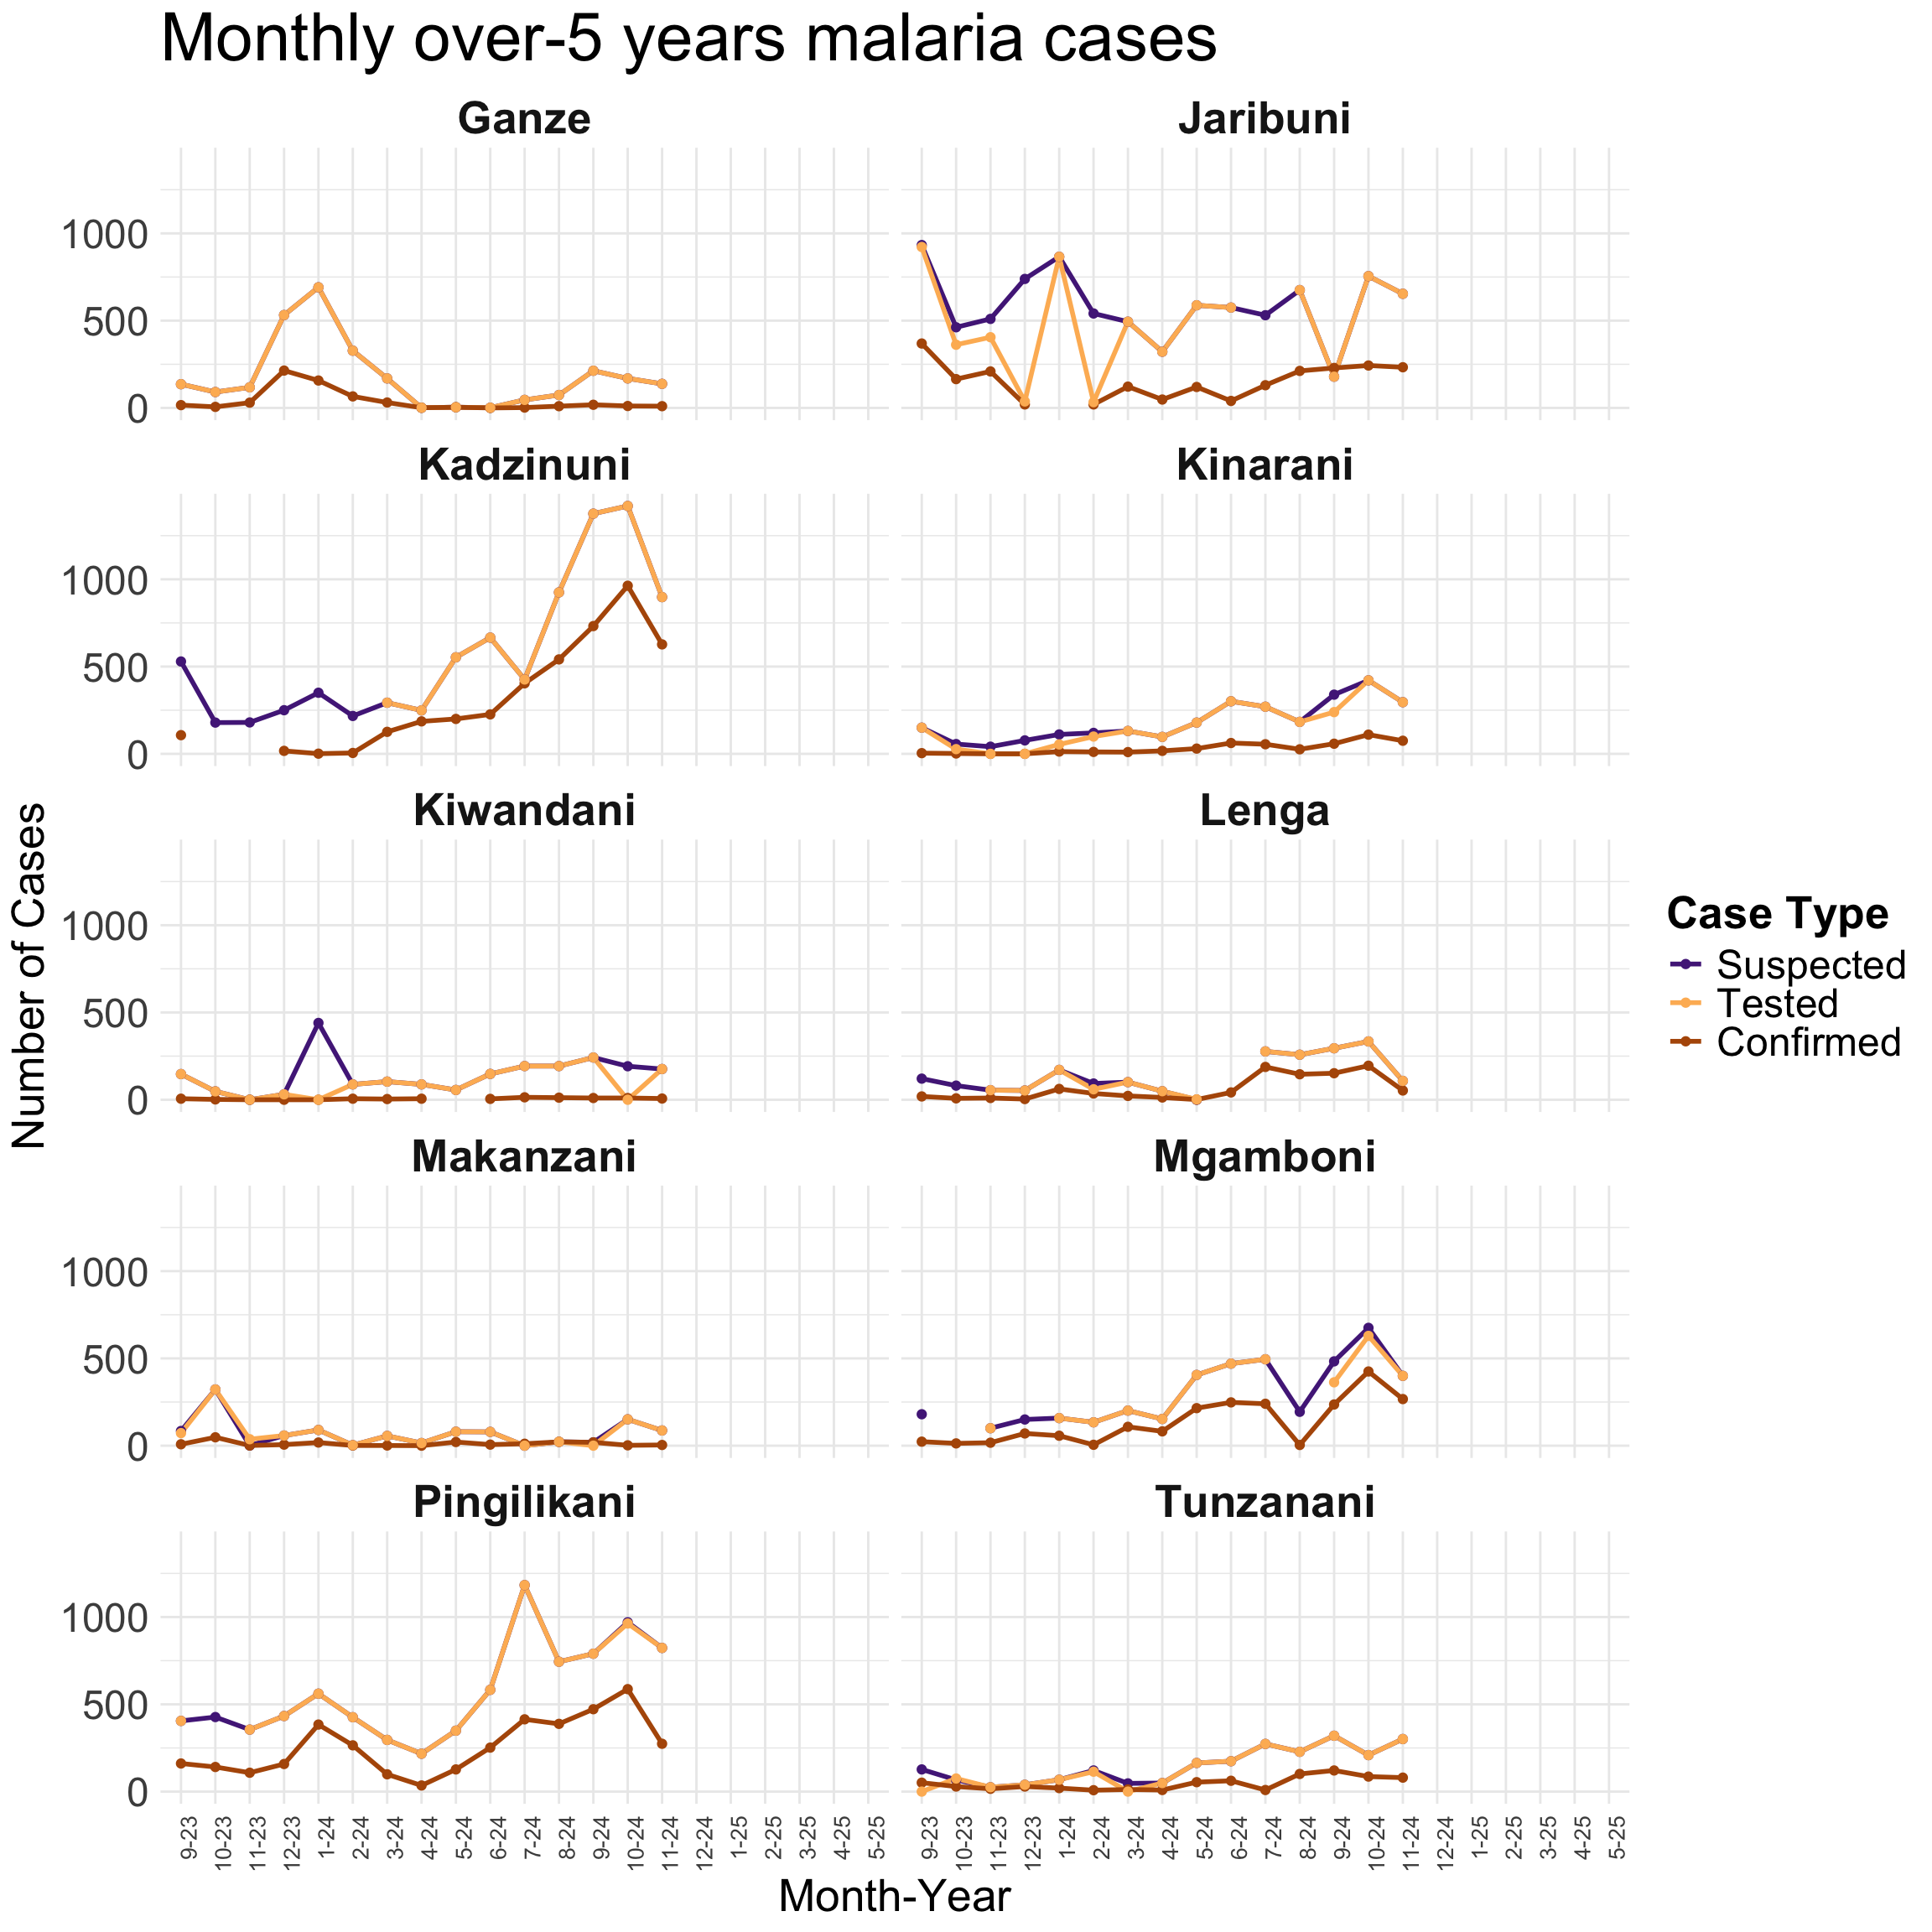 Monthly over-5 years malaria cases
Ganze
Jaribuni
1000
500
0
Kadzinuni
Kinarani
1000
500
0
Kiwandani
Lenga
1000
500
0
Makanzani
Mgamboni
1000
500
0
Pingilikani
Tunzanani
1000
500
0
9-23 10-23 11-23 12-23 1-24 2-24 3-24 4-24 5-24 6-24 7-24 8-24 9-24 10-24 11-24 12-24 1-25 2-25 3-25 4-25 5-25
9-23 10-23 11-23 12-23 1-24 2-24 3-24 4-24 5-24 6-24 7-24 8-24 9-24 10-24 11-24 12-24 1-25 2-25 3-25 4-25 5-25
Month-Year
Number of Cases
Case Type
Suspected
Tested
Confirmed